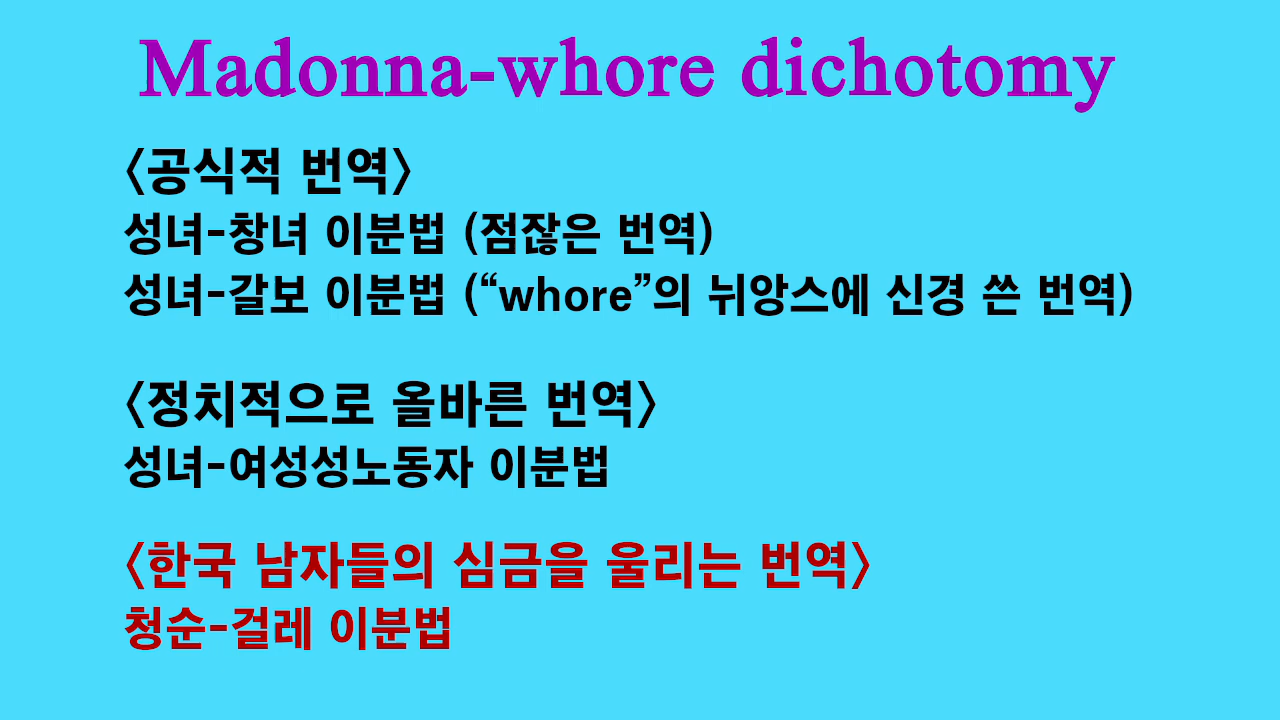 Madonna-whore dichotomy
〈공식적 번역〉
성녀-창녀 이분법 (점잖은 번역)
성녀-갈보 이분법 (“whore”의 뉘앙스에 신경 쓴 번역)
〈정치적으로 올바른 번역〉
성녀-여성성노동자 이분법
〈한국 남자들의 심금을 울리는 번역〉
청순-걸레 이분법